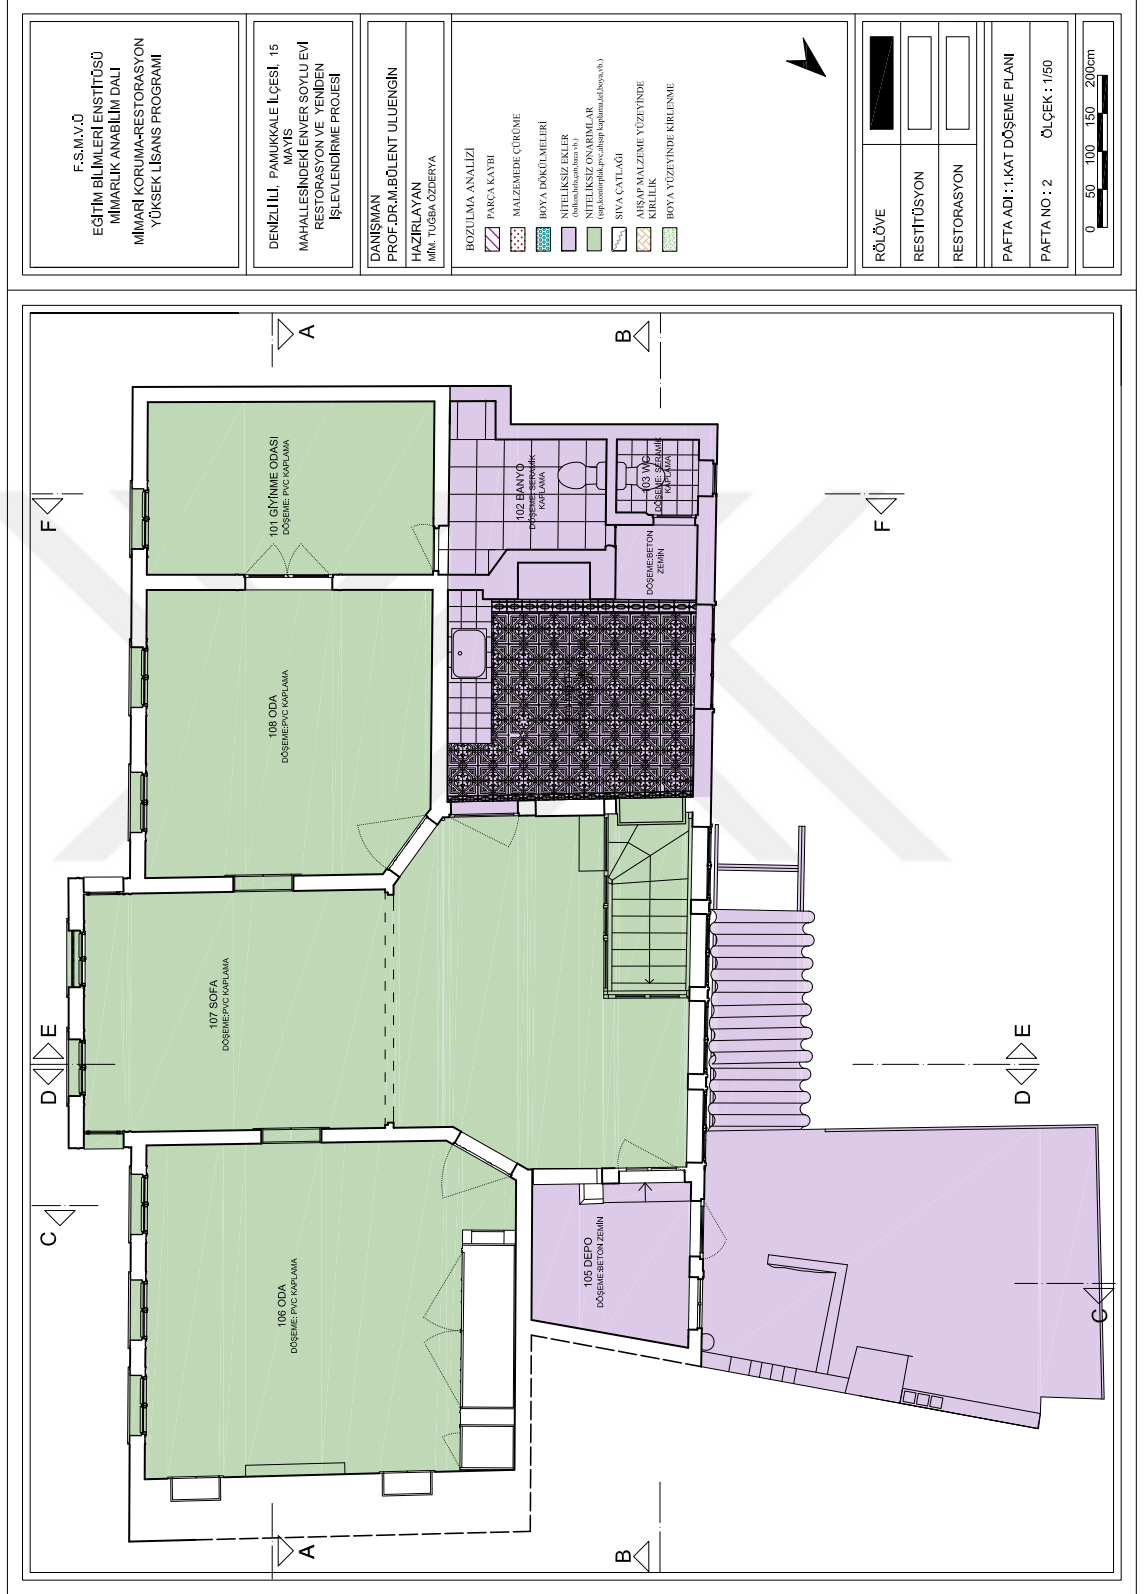 F.S.M.V.Ü
EĞİTİM BİLİMLERİ ENSTİTÜSÜ
MİMARLIK ANABİLİM DALI
MİMARİ KORUMA-RESTORASYON
YÜKSEK LİSANS PROGRAMI
DENİZLİ İLİ, PAMUKKALE İLÇESİ, 15
MAYIS
MAHALLESİNDEKİ ENVER SOYLU EVİ
RESTORASYON VE YENİDEN
İŞLEVLENDİRME PROJESİ
DANIŞMAN
PROF.DR.M.BÜLENT ULUENGİN
HAZIRLAYAN
MİM. TUĞBA ÖZDERYA
BOZULMA ANALİZİ
PARÇA KAYBI
MALZEMEDE ÇÜRÜME
BOYA DÖKÜLMELERİ
NİTELİKSİZ EKLER
NİTELİKSİZ ONARIMLAR
SIVA ÇATLAĞI
AHŞAP MALZEME YÜZEYİNDE
KİRLİLİK
BOYA YÜZEYİNDE KİRLENME
RÖLÖVE
RESTİTÜSYON
RESTORASYON
PAFTA ADI : 1.KAT DÖŞEME PLANI
PAFTA NO : 2 ÖLÇEK : 1/50
0 50 100 150 200cm
A
B
F
F
101 GİYİNME ODASI
DÖŞEME: PVC KAPLAMA
102 BANYO
DÖŞEME: SERAMİK
KAPLAMA
103 WC
DÖŞEME: SERAMİK
KAPLAMA
DÖŞEME:BETON
ZEMİN
108 ODA
DÖŞEME:PVC KAPLAMA
107 SOFA
DÖŞEME:PVC KAPLAMA
D E
D E
C
C
106 ODA
DÖŞEME: PVC KAPLAMA
105 DEPO
DÖŞEME:BETON ZEMİN
A
B